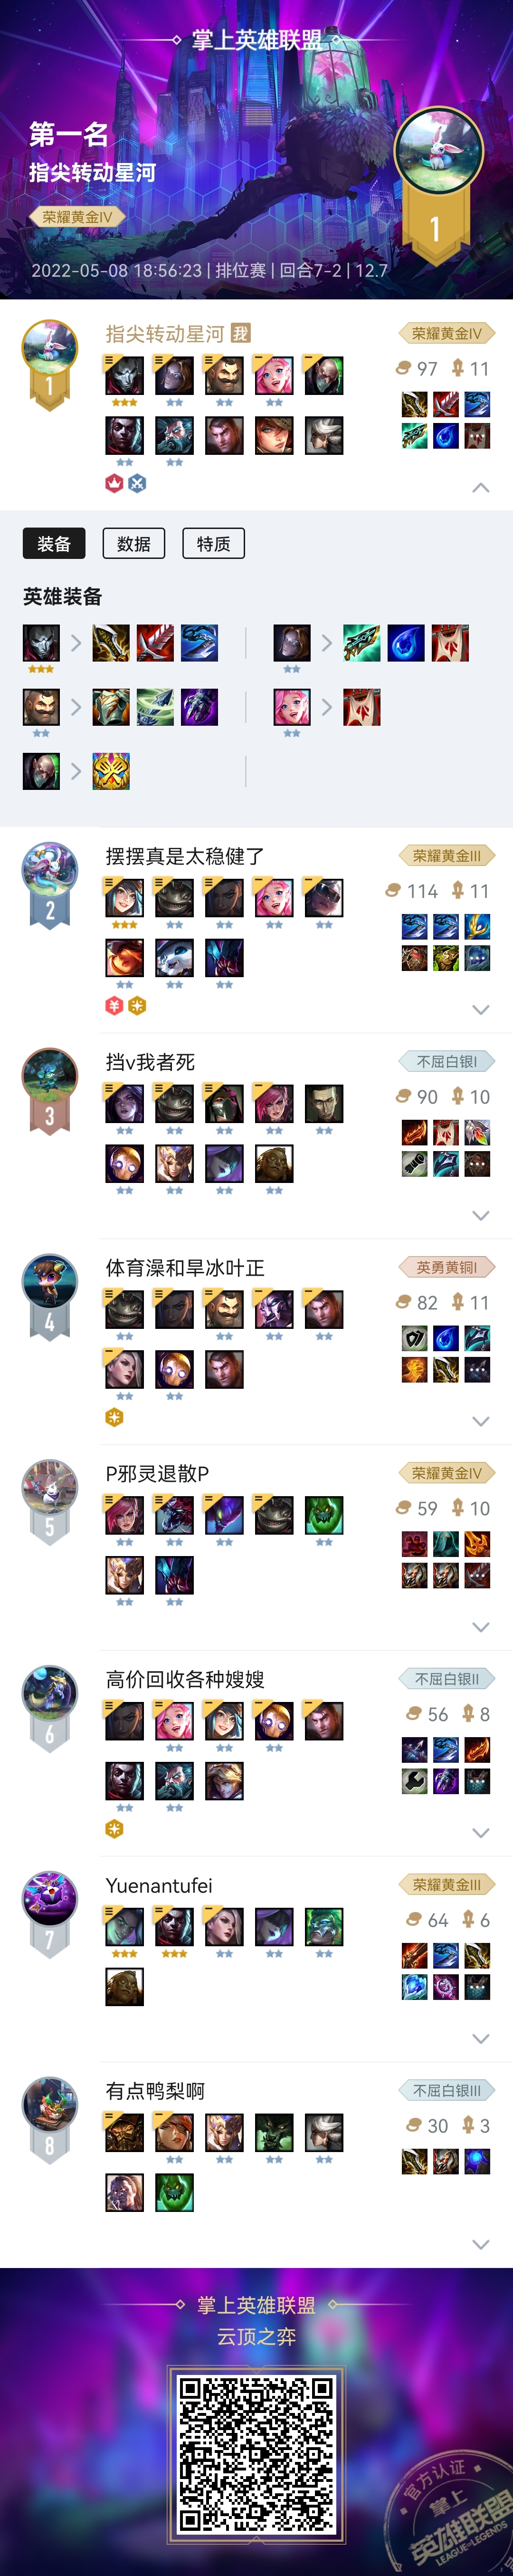 掌上英雄联盟
第一名
指尖转动星河
荣耀黄金IV
1
2022-05-08 18:56:23 | 排位赛 | 回合7-2 | 12.7
指尖转动星河 我
荣耀黄金IV
1
97 11
装备 数据 特质
英雄装备
摆摆真是太稳健了
荣耀黄金III
2
114 11
挡v我者死
不屈白银I
3
90 10
体育澡和旱冰叶正
英勇黄铜I
4
82 11
P邪灵退散P
荣耀黄金IV
5
59 10
高价回收各种嫂嫂
不屈白银II
6
56 8
Yuenantufei
荣耀黄金III
7
64 6
有点鸭梨啊
不屈白银III
8
30 3
掌上英雄联盟
云顶之弈
官方认证
掌上
英雄联盟
LEAGUE OF LEGENDS